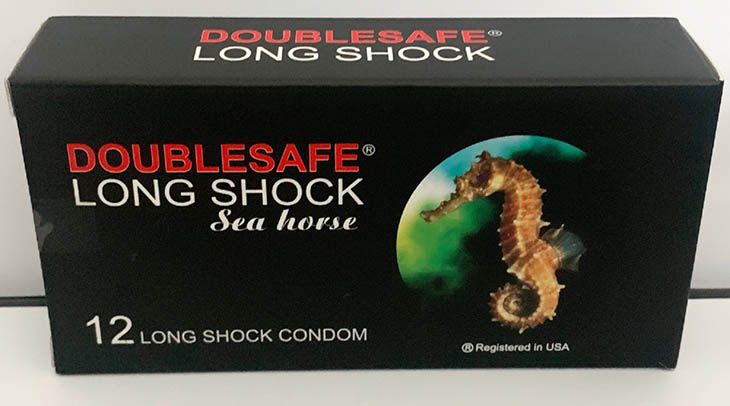 DOUBLESAFE®
LONG SHOCK
DOUBLESAFE®
LONG SHOCK
Sea horse
12 LONG SHOCK CONDOM
® Registered in USA